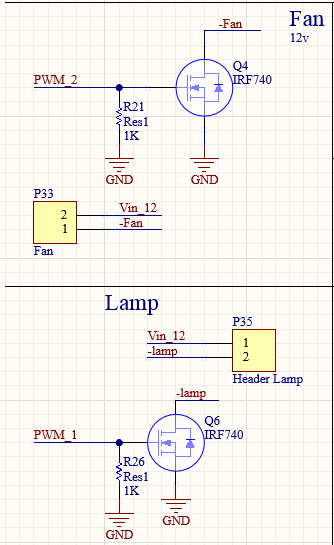 Fan
12v
-Fan
Q4
IRF740
PWM_2
R21
Res1
1K
GND
GND
P33
2
1
Vin_12
-Fan
Fan
Lamp
P35
Vin_12
-lamp
1
2
Header Lamp
-lamp
Q6
IRF740
PWM_1
R26
Res1
1K
GND
GND